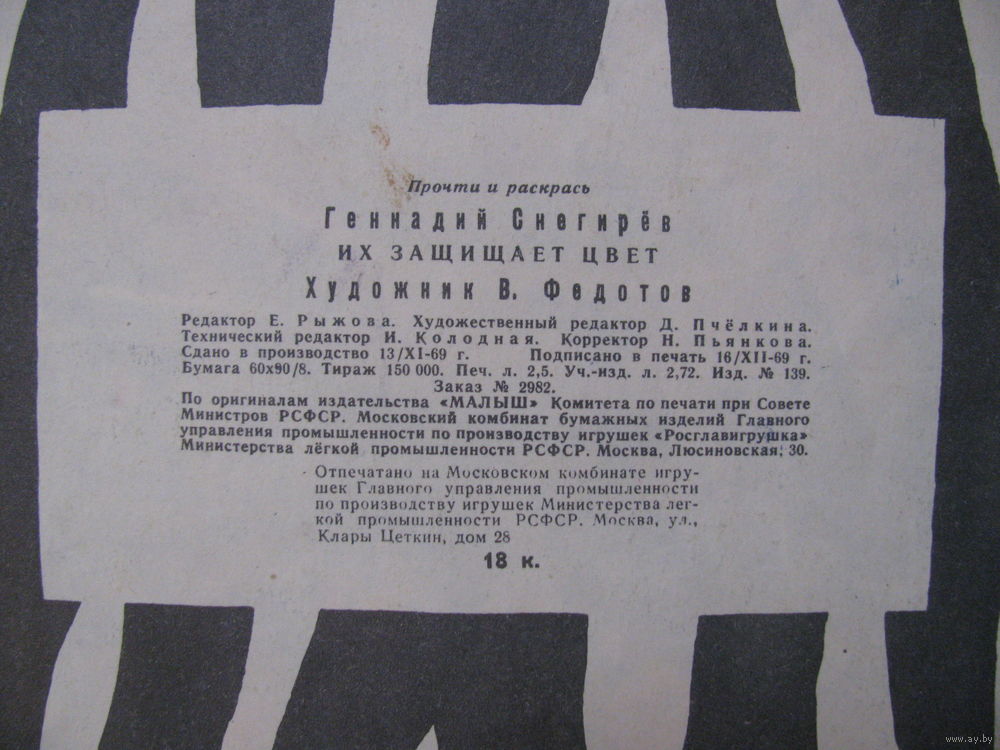 Прочти и раскрась
Геннадий Снегирёв
ИХ ЗАЩИЩАЕТ ЦВЕТ
Художник В. Федотов
Редактор Е. Рыжова. Художественный редактор Д. Пчёлкина.
Технический редактор И. Колодная. Корректор Н. Пьянкова.
Сдано в производство 13/XI-69 г. Подписано в печать 16/XII-69 г.
Бумага 60х90/8. Тираж 150 000. Печ. л. 2,5. Уч.-изд. л. 2,72. Изд. № 139.
Заказ № 2982.
По оригиналам издательства «МАЛЫШ» Комитета по печати при Совете
Министров РСФСР. Московский комбинат бумажных изделий Главного
управления промышленности по производству игрушек «Росглавигрушка»
Министерства лёгкой промышленности РСФСР. Москва, Люсиновская, 30.
Отпечатано на Московском комбинате игру-
шек Главного управления промышленности
по производству игрушек Министерства лег-
кой промышленности РСФСР. Москва, ул.,
Клары Цеткин, дом 28
18 к.
www.ay.by